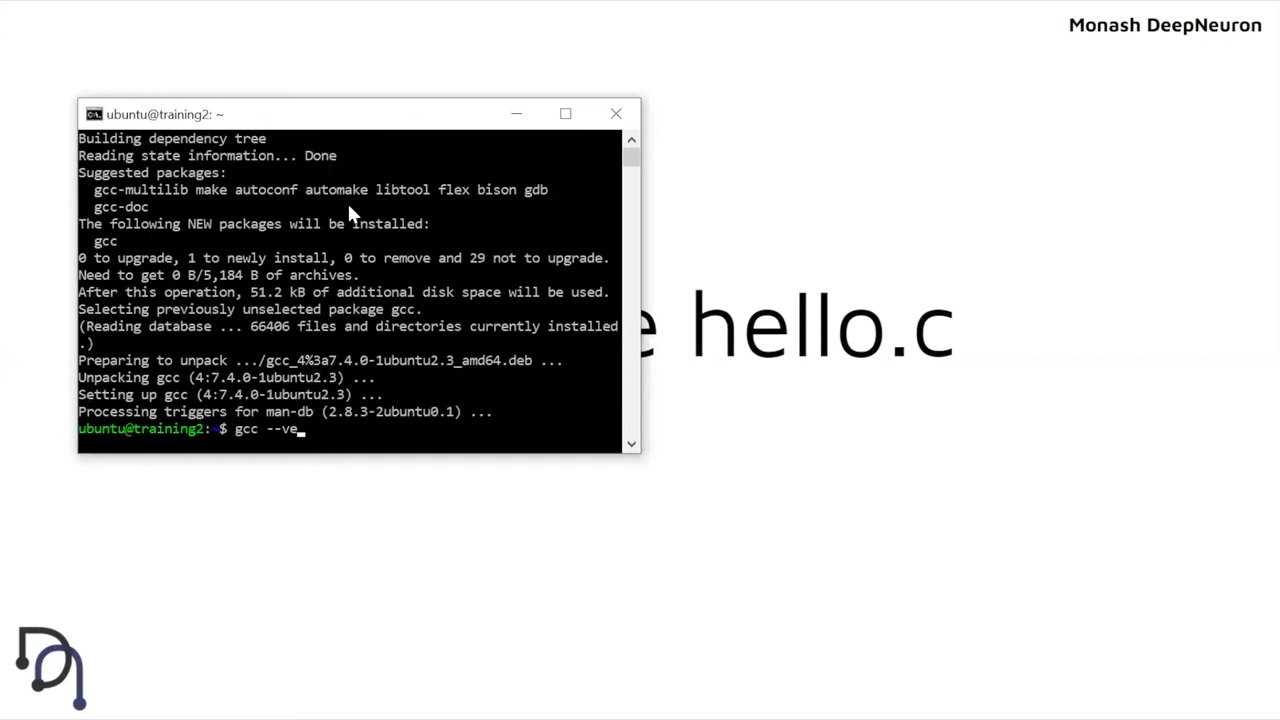 Monash DeepNeuron
ubuntu@training2: ~
Building dependency tree
Reading state information... Done
Suggested packages:
gcc-multilib make autoconf automake libtool flex bison gdb
gcc-doc
The following NEW packages will be installed:
gcc
0 to upgrade, 1 to newly install, 0 to remove and 29 not to upgrade.
Need to get 0 B/5,184 B of archives.
After this operation, 51.2 kB of additional disk space will be used.
Selecting previously unselected package gcc.
(Reading database ... 66406 files and directories currently installed
.)
Preparing to unpack .../gcc_4%3a7.4.0-1ubuntu2.3_amd64.deb ...
Unpacking gcc (4:7.4.0-1ubuntu2.3) ...
Setting up gcc (4:7.4.0-1ubuntu2.3) ...
Processing triggers for man-db (2.8.3-2ubuntu0.1) ...
ubuntu@training2:~$ gcc --ve_
hello.c